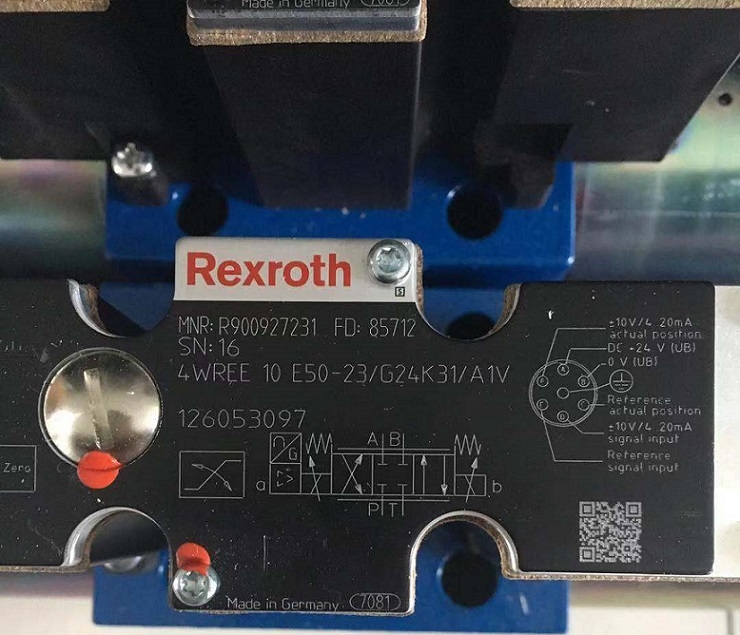 Made in Germany 7081
Rexroth
MNR: R900927231 FD: 85712
SN: 16
4WREE 10 E50-23/G24K31/A1V
126053097
G
A B
a
b
P T
Zero
±10V/4..20mA
actual position
DC +24 V (UB)
0 V (UB)
Reference
actual position
±10V/4..20mA
signal input
Reference
signal input
Made in Germany 7081